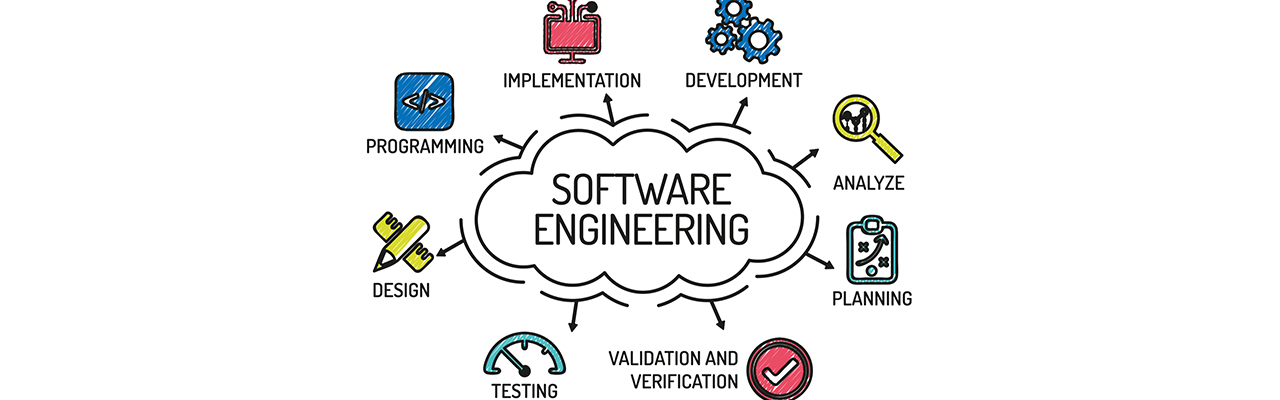 IMPLEMENTATION
DEVELOPMENT
PROGRAMMING
ANALYZE
SOFTWARE
ENGINEERING
DESIGN
PLANNING
TESTING
VALIDATION AND
VERIFICATION